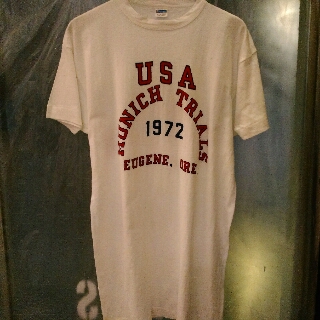 USA
MUNICH TRIALS
1972
EUGENE, ORE